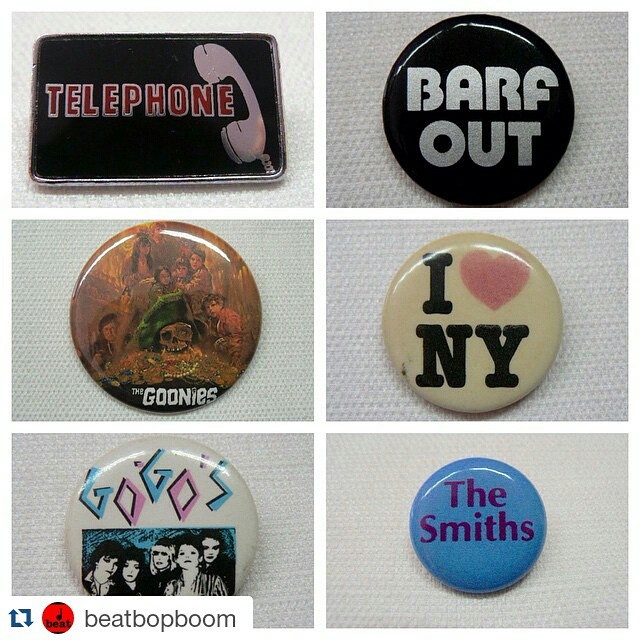 TELEPHONE
BARF
OUT
THE GOONIES
I
NY
GO-GO'S
The
Smiths
beat
beatbopboom